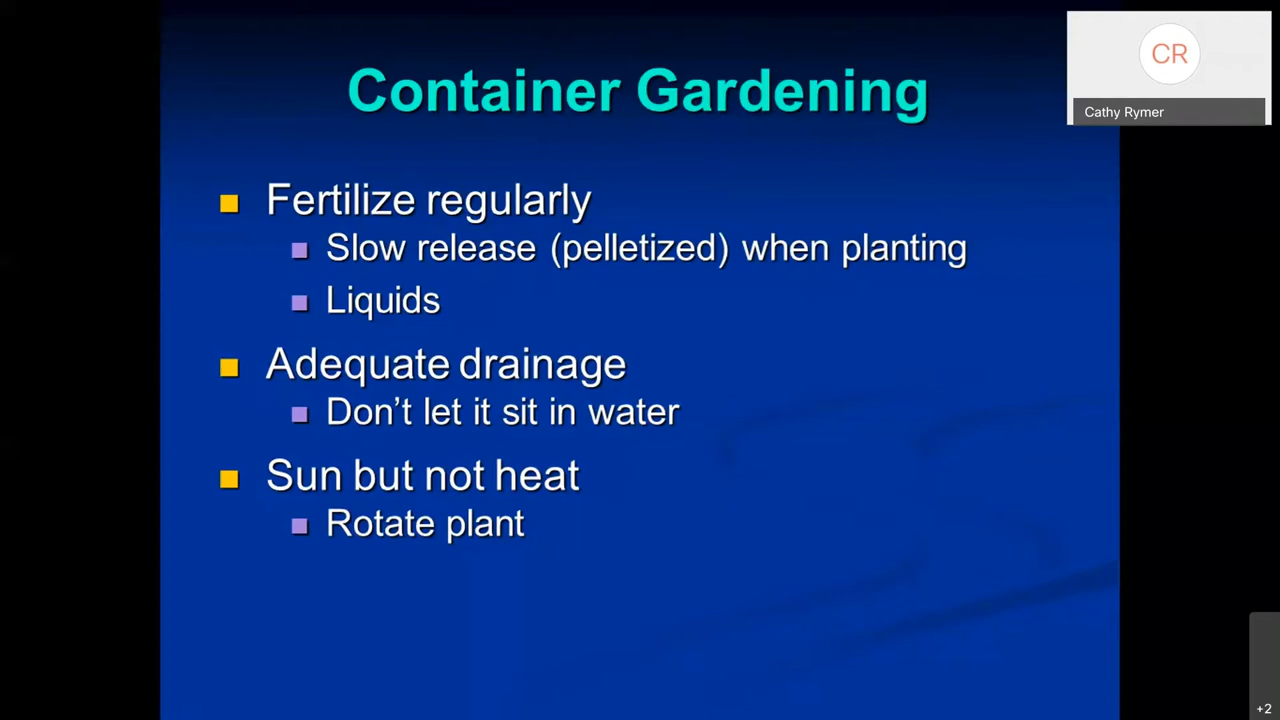 Container Gardening
CR
Cathy Rymer
Fertilize regularly
Slow release (pelletized) when planting
Liquids
Adequate drainage
Don’t let it sit in water
Sun but not heat
Rotate plant
+2